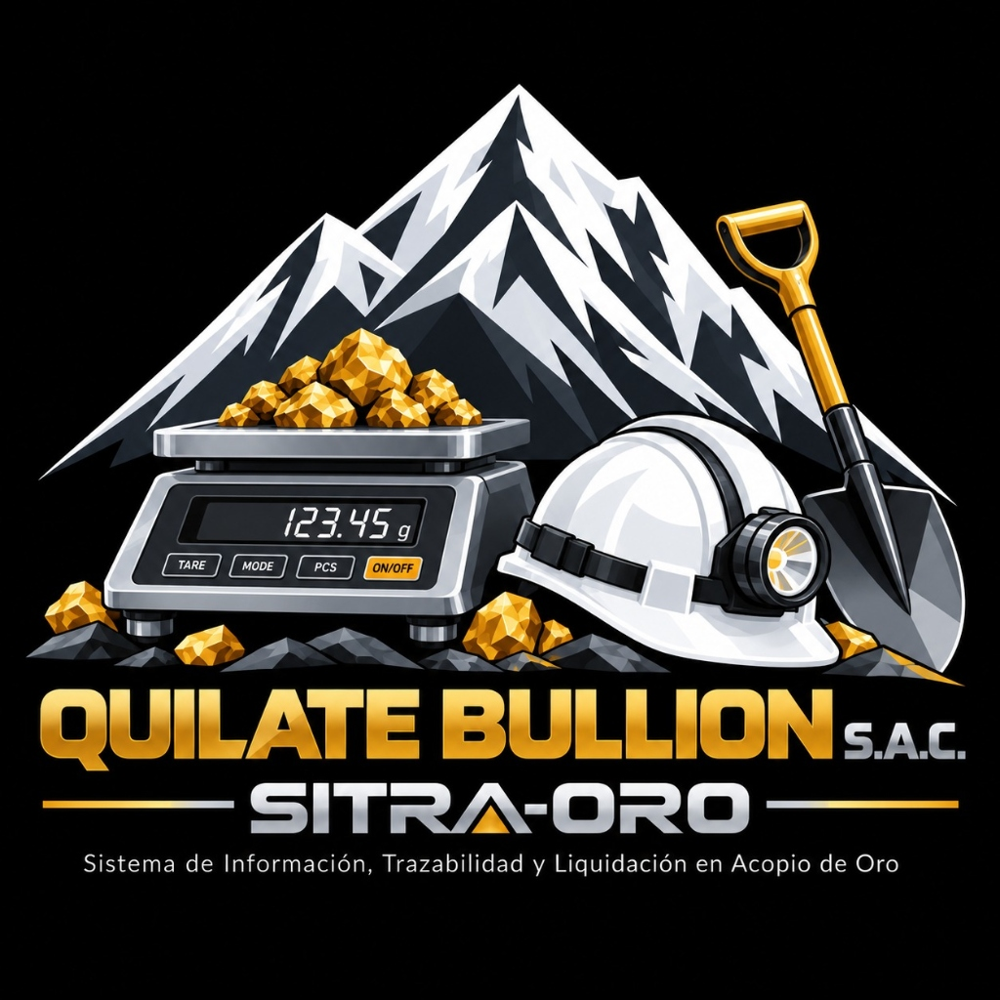 123.45 g
TARE MODE PCS ON/OFF
QUILATE BULLION S.A.C.
SITRA-ORO
Sistema de Información, Trazabilidad y Liquidación en Acopio de Oro